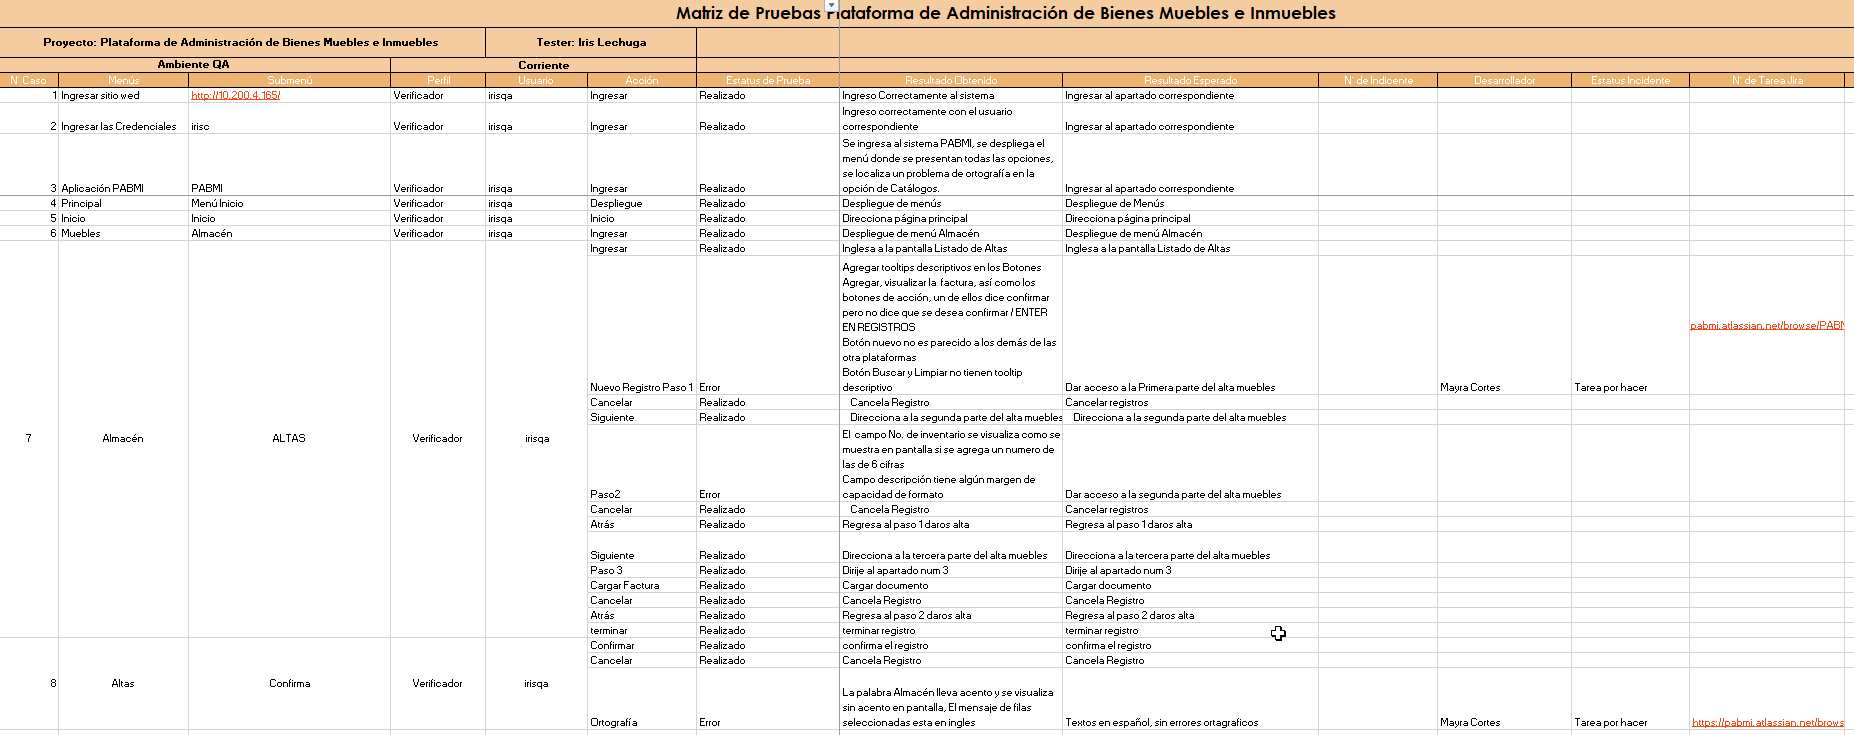 Matriz de Pruebas Plataforma de Administración de Bienes Muebles e Inmuebles
Proyecto: Plataforma de Administración de Bienes Muebles e Inmuebles Tester: Iris Lechuga
Ambiente QA Corriente
N° Caso Menús Submenú Perfil Usuario Acción Estatus de Prueba Resultado Obtenido Resultado Esperado N° de Indicente Desarrollador Estatus Incidente N° de Tarea Jira
1 Ingresar sitio wed http://10.200.4.165/ Verificador irisqa Ingresar Realizado Ingreso Correctamente al sistema Ingresar al apartado correspondiente
Ingreso correctamente con el usuario
2 Ingresar las Credenciales irisc Verificador irisqa Ingresar Realizado correspondiente Ingresar al apartado correspondiente
Se ingresa al sistema PABMI, se despliega el
menú donde se presentan todas las opciones,
se localiza un problema de ortografía en la
3 Aplicación PABMI PABMI Verificador irisqa Ingresar Realizado opción de Catálogos. Ingresar al apartado correspondiente
4 Principal Menú Inicio Verificador irisqa Despliegue Realizado Despliegue de menús Despliegue de Menús
5 Inicio Inicio Verificador irisqa Inicio Realizado Direcciona página principal Direcciona página principal
6 Muebles Almacén Verificador irisqa Ingresar Realizado Despliegue de menú Almacén Despliegue de menú Almacén
Ingresar Realizado Inglesa a la pantalla Listado de Altas Inglesa a la pantalla Listado de Altas
Agregar tooltips descriptivos en los Botones
Agregar, visualizar la factura, así como los
botones de acción, un de ellos dice confirmar
pero no dice que se desea confirmar / ENTER
EN REGISTROS pabmi.atlassian.net/browse/PABM
Botón nuevo no es parecido a los demás de las
otra plataformas
Botón Buscar y Limpiar no tienen tooltip
Nuevo Registro Paso 1 Error descriptivo Dar acceso a la Primera parte del alta muebles Mayra Cortes Tarea por hacer
Cancelar Realizado Cancela Registro Cancelar registros
Siguiente Realizado Direcciona a la segunda parte del alta muebles Direcciona a la segunda parte del alta muebles
7 Almacén ALTAS Verificador irisqa El campo No. de inventario se visualiza como se
muestra en pantalla si se agrega un numero de
las de 6 cifras
Campo descripción tiene algún margen de
Paso2 Error capacidad de formato Dar acceso a la segunda parte del alta muebles
Cancelar Realizado Cancela Registro Cancelar registros
Atrás Realizado Regresa al paso 1 daros alta Regresa al paso 1 daros alta
Siguiente Realizado Direcciona a la tercera parte del alta muebles Direcciona a la tercera parte del alta muebles
Paso 3 Realizado Dirije al apartado num 3 Dirije al apartado num 3
Cargar Factura Realizado Cargar documento Cargar documento
Cancelar Realizado Cancela Registro Cancela Registro
Atrás Realizado Regresa al paso 2 daros alta Regresa al paso 2 daros alta
terminar Realizado terminar registro terminar registro
Confirmar Realizado confirma el registro confirma el registro
Cancelar Realizado Cancela Registro Cancela Registro
8 Altas Confirma Verificador irisqa
La palabra Almacén lleva acento y se visualiza
sin acento en pantalla, El mensaje de filas
Ortografía Error seleccionadas esta en ingles Textos en español, sin errores ortagraficos Mayra Cortes Tarea por hacer https://pabmi.atlassian.net/brows